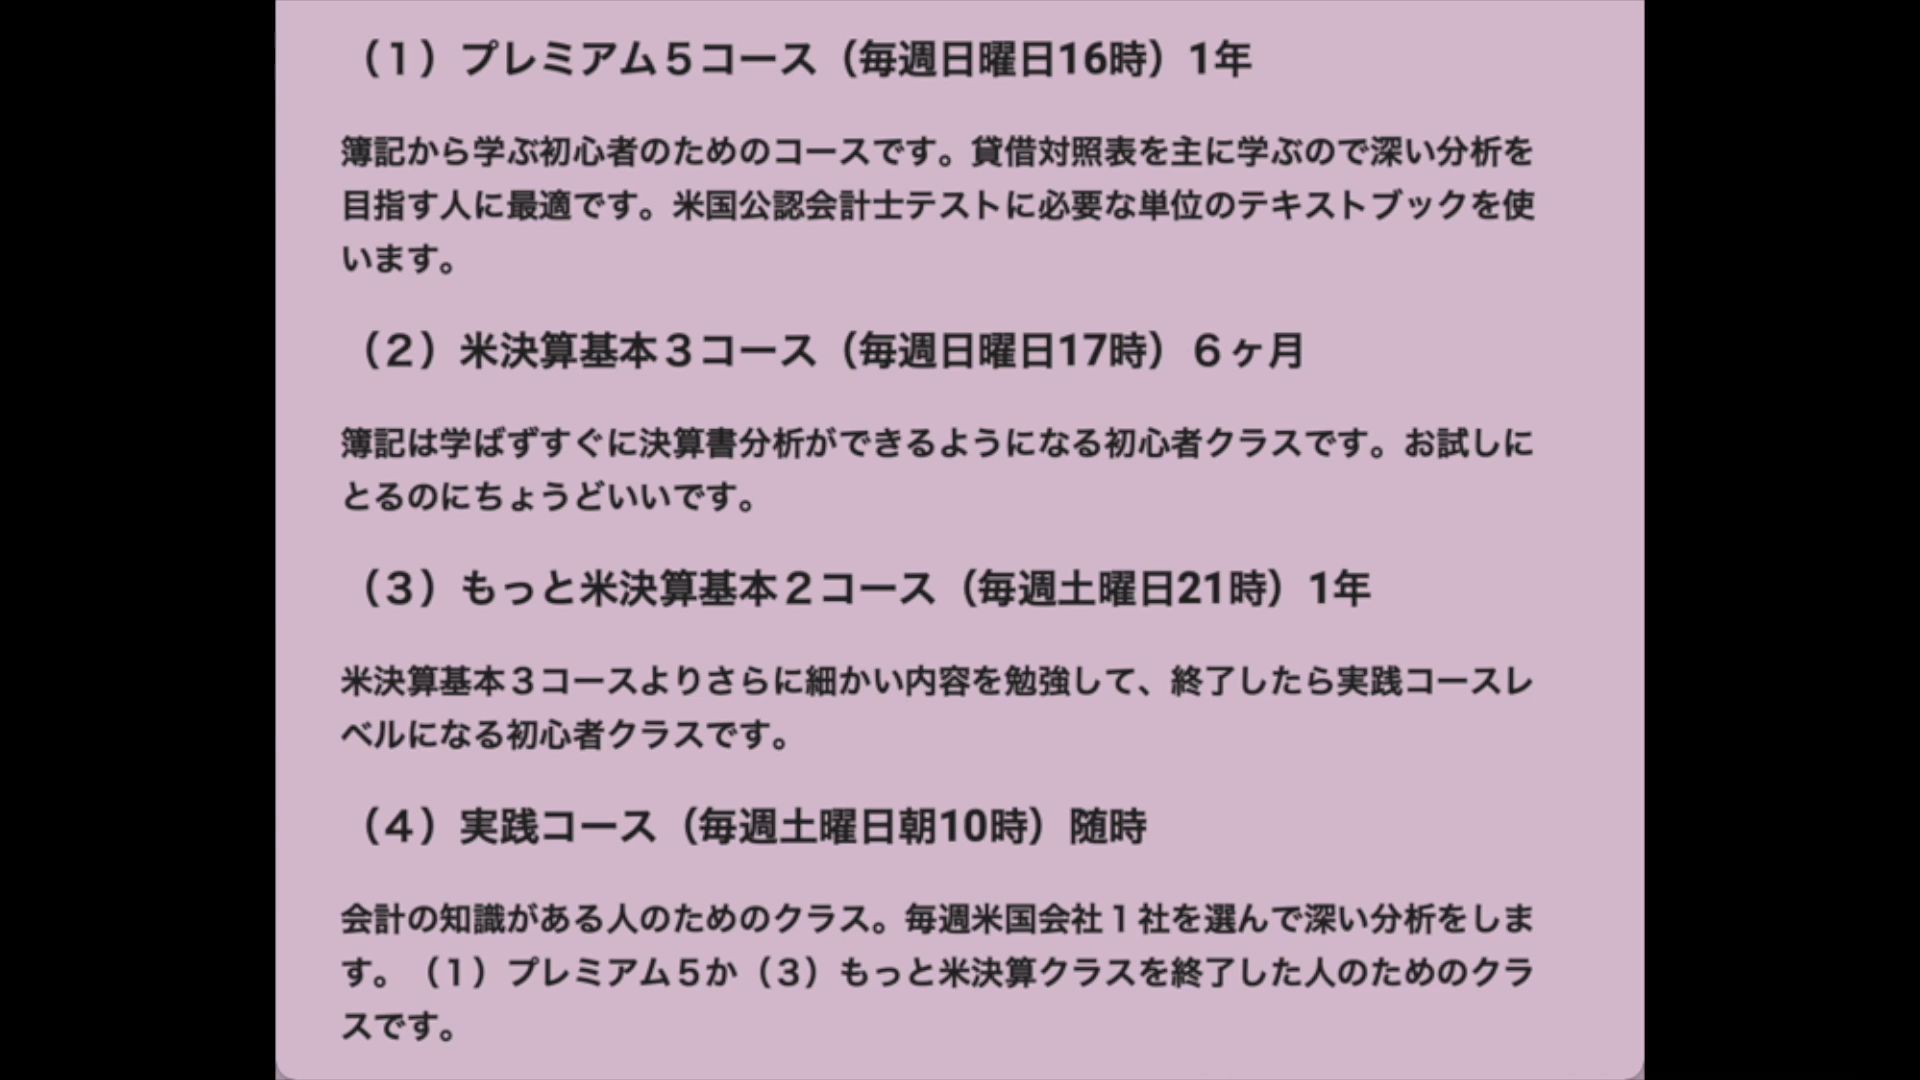 （１）プレミアム５コース（毎週日曜日16時）1年
簿記から学ぶ初心者のためのコースです。貸借対照表を主に学ぶので深い分析を
目指す人に最適です。米国公認会計士テストに必要な単位のテキストブックを使
います。
（２）米決算基本３コース（毎週日曜日17時）６ヶ月
簿記は学ばずすぐに決算書分析ができるようになる初心者クラスです。お試しに
とるのにちょうどいいです。
（３）もっと米決算基本２コース（毎週土曜日21時）1年
米決算基本３コースよりさらに細かい内容を勉強して、終了したら実践コースレ
ベルになる初心者クラスです。
（４）実践コース（毎週土曜日朝10時）随時
会計の知識がある人のためのクラス。毎週米国会社１社を選んで深い分析をしま
す。（１）プレミアム５か（３）もっと米決算クラスを終了した人のためのクラ
スです。